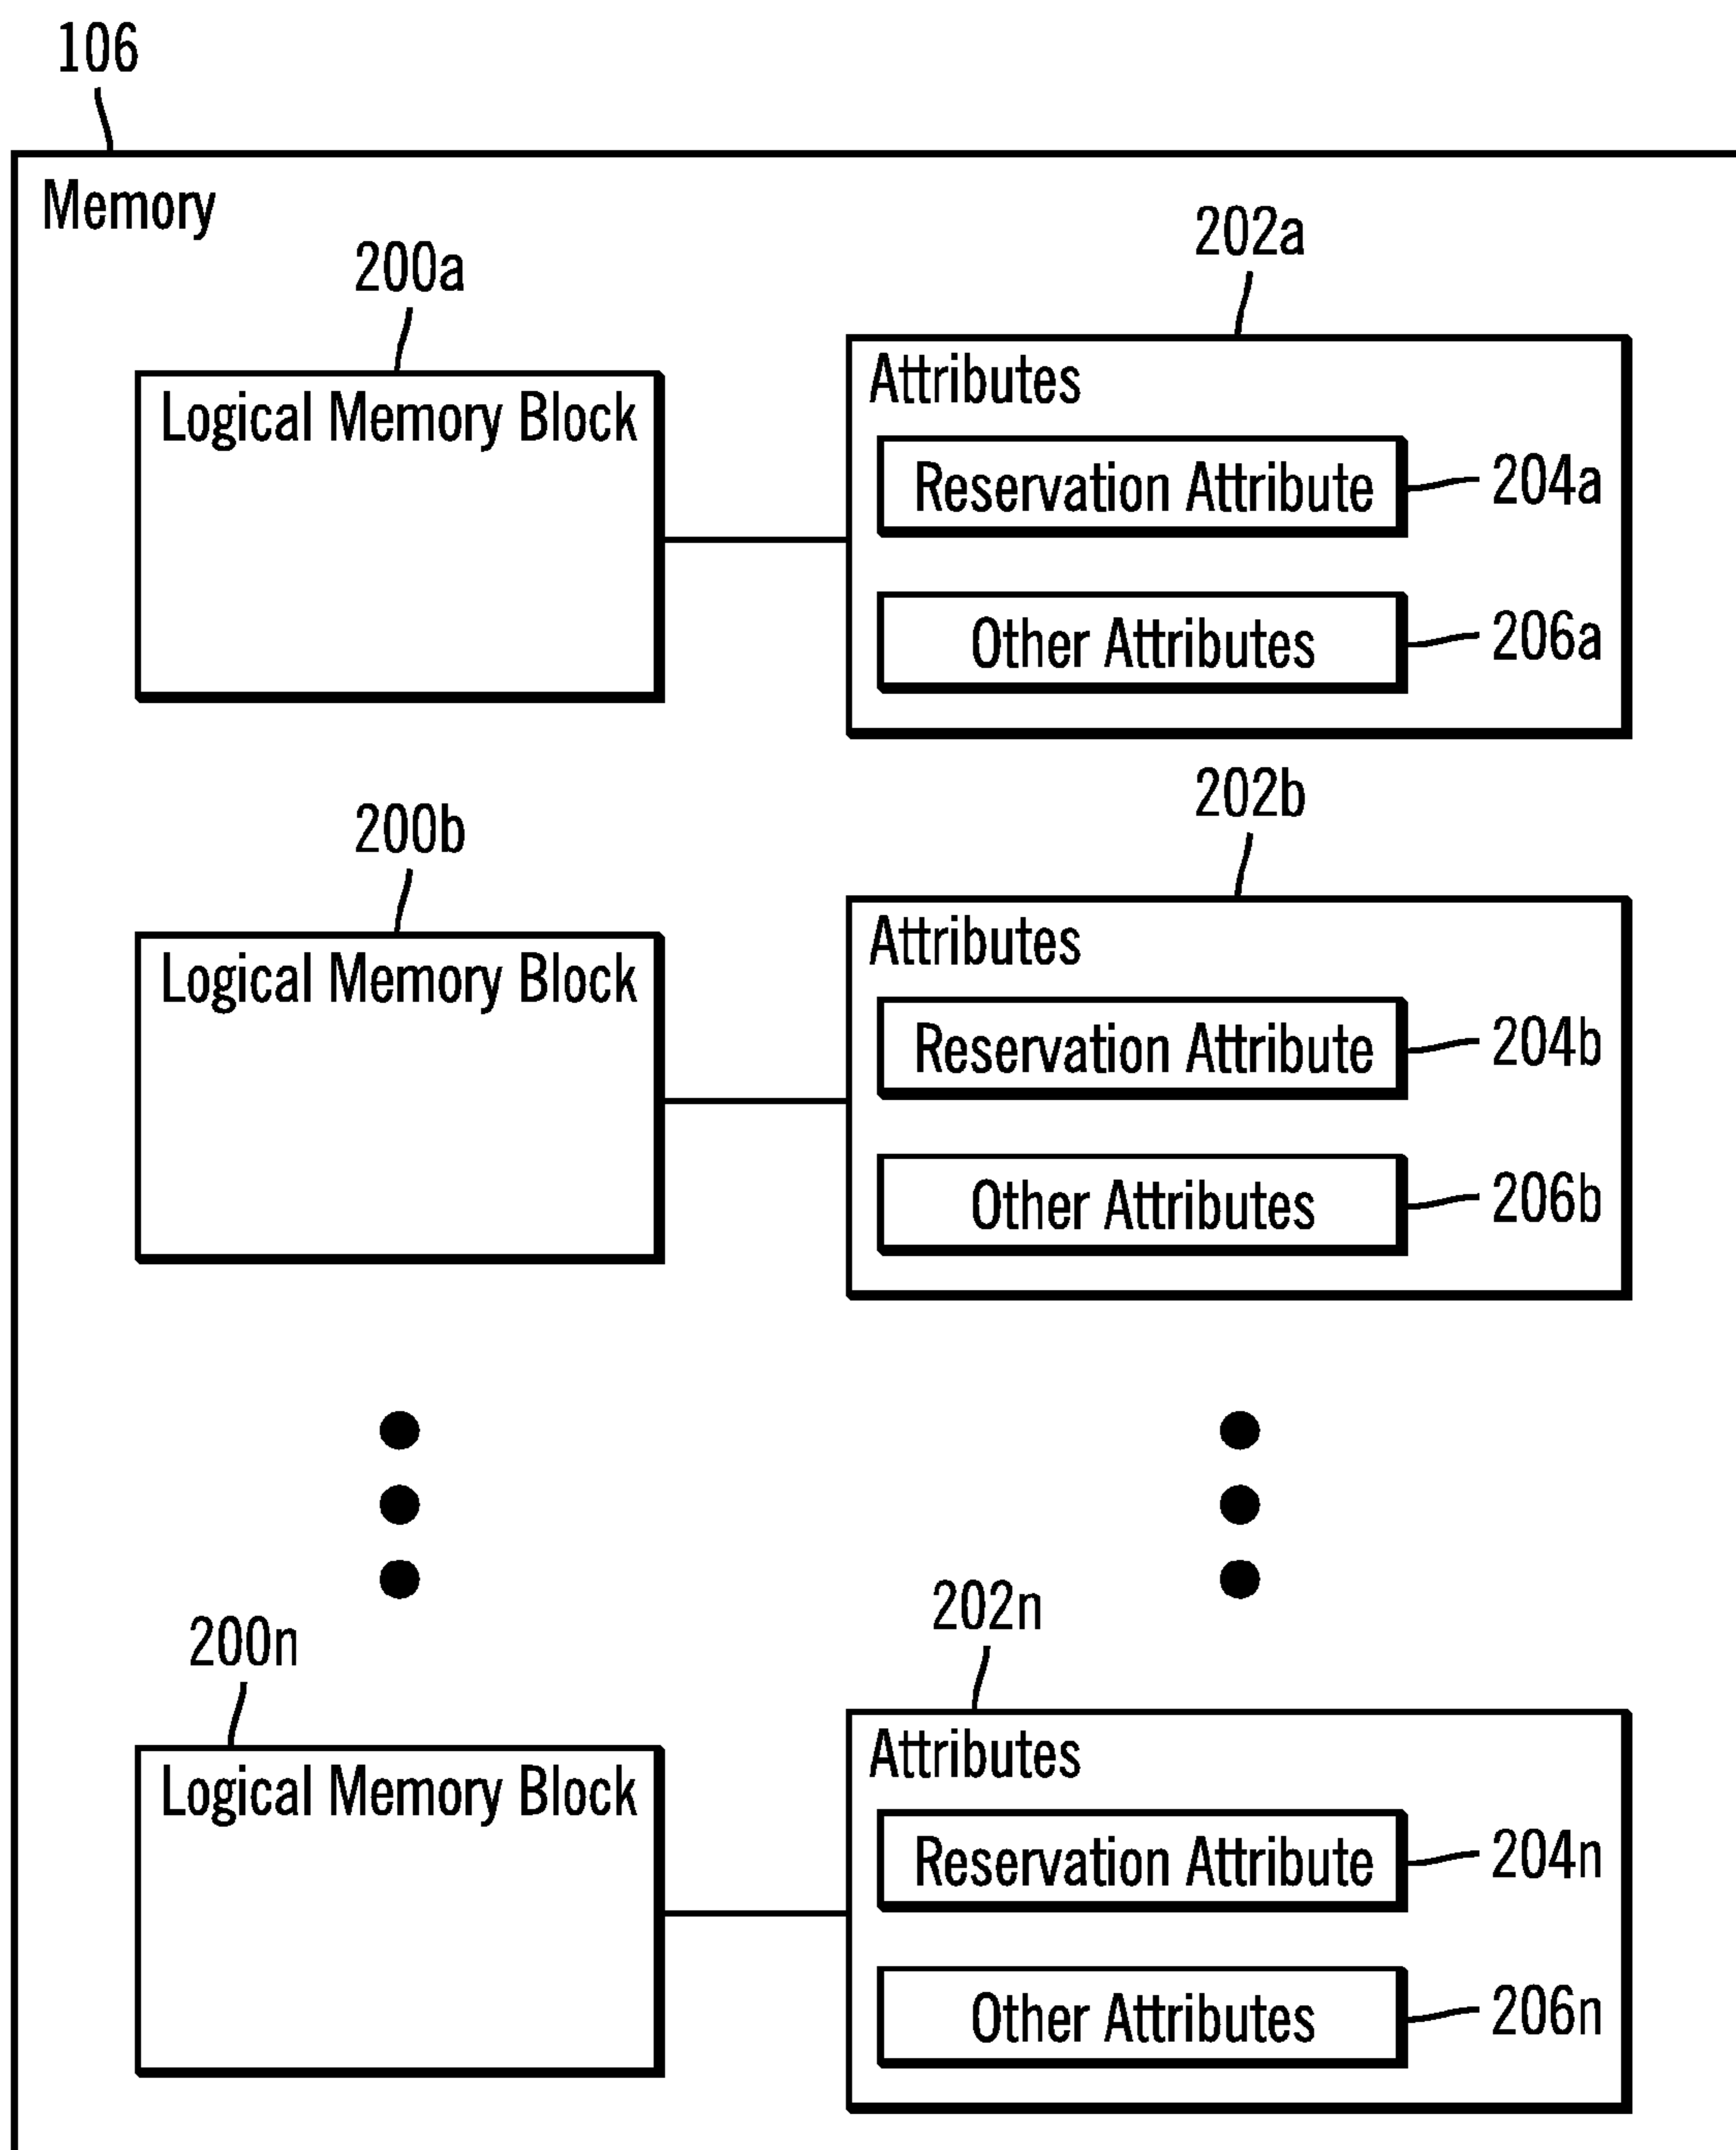 106
Memory
200a
202a
Logical Memory Block
Attributes
Reservation Attribute
204a
Other Attributes
206a
200b
202b
Logical Memory Block
Attributes
Reservation Attribute
204b
Other Attributes
206b
200n
202n
Logical Memory Block
Attributes
Reservation Attribute
204n
Other Attributes
206n